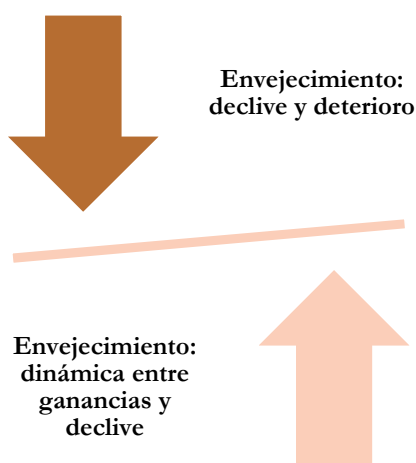 Envejecimiento:
declive y deterioro
Envejecimiento:
dinámica entre
ganancias y
declive